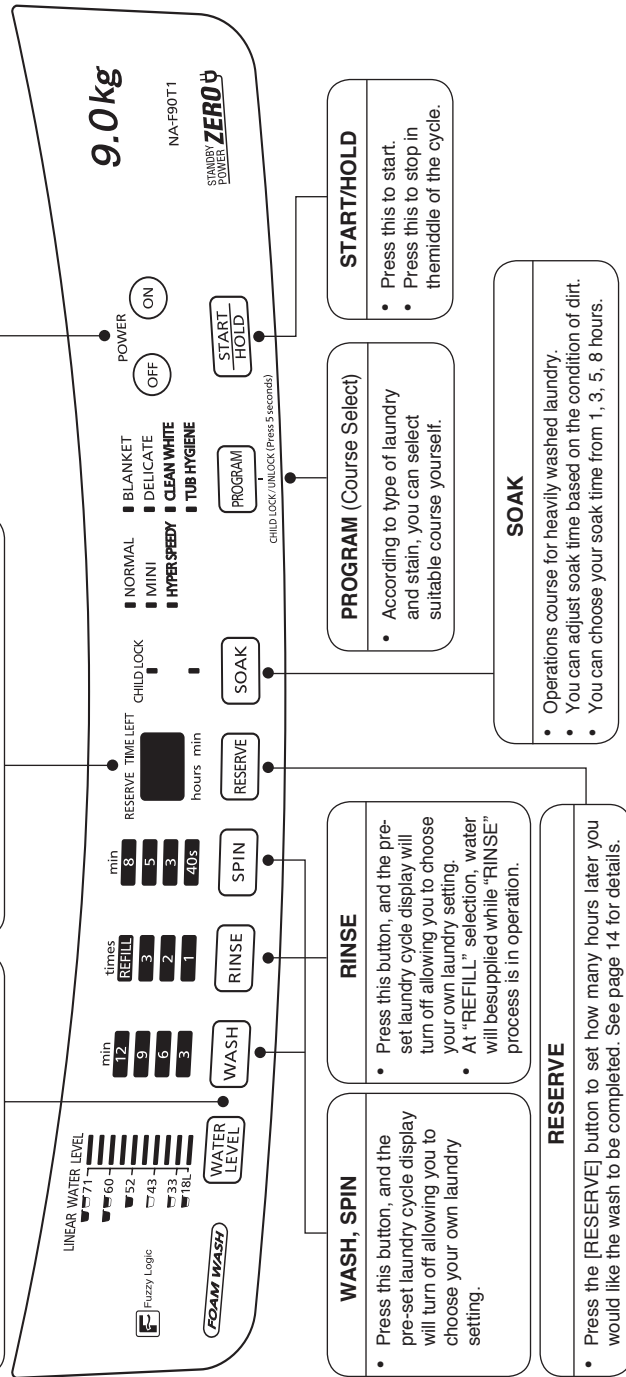 Fuzzy Logic
FOAM WASH
LINEAR WATER LEVEL
71
60
52
43
33
18L
WATER
LEVEL
min
12
9
6
3
WASH
times
REFILL
3
2
1
RINSE
min
8
5
3
40s
SPIN
RESERVE TIME LEFT
hours min
RESERVE
CHILD LOCK
SOAK
NORMAL
MINI
HYPER SPEEDY
BLANKET
DELICATE
CLEAN WHITE
TUB HYGIENE
PROGRAM
CHILD LOCK / UNLOCK (Press 5 seconds)
POWER
OFF
ON
START
HOLD
9.0kg
NA-F90T1
STANDBY
POWER ZERO
WASH, SPIN
• Press this button, and the
pre-set laundry cycle display
will turn off allowing you to
choose your own laundry
setting.
RINSE
• Press this button, and the pre-
set laundry cycle display will
turn off allowing you to choose
your own laundry setting.
• At “REFILL” selection, water
will besupplied while “RINSE”
process is in operation.
PROGRAM (Course Select)
• According to type of laundry
and stain, you can select
suitable course yourself.
START/HOLD
• Press this to start.
• Press this to stop in
themiddle of the cycle.
RESERVE
• Press the [RESERVE] button to set how many hours later you
would like the wash to be completed. See page 14 for details.
SOAK
• Operations course for heavily washed laundry.
• You can adjust soak time based on the condition of dirt.
• You can choose your soak time from 1, 3, 5, 8 hours.